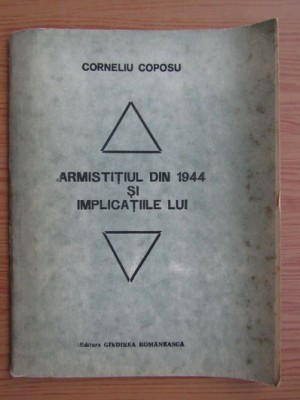 CORNELIU COPOSU
ARMISTIȚIUL DIN 1944
ȘI
IMPLICAȚIILE LUI
Editura GÎNDIREA ROMÂNEASCĂ